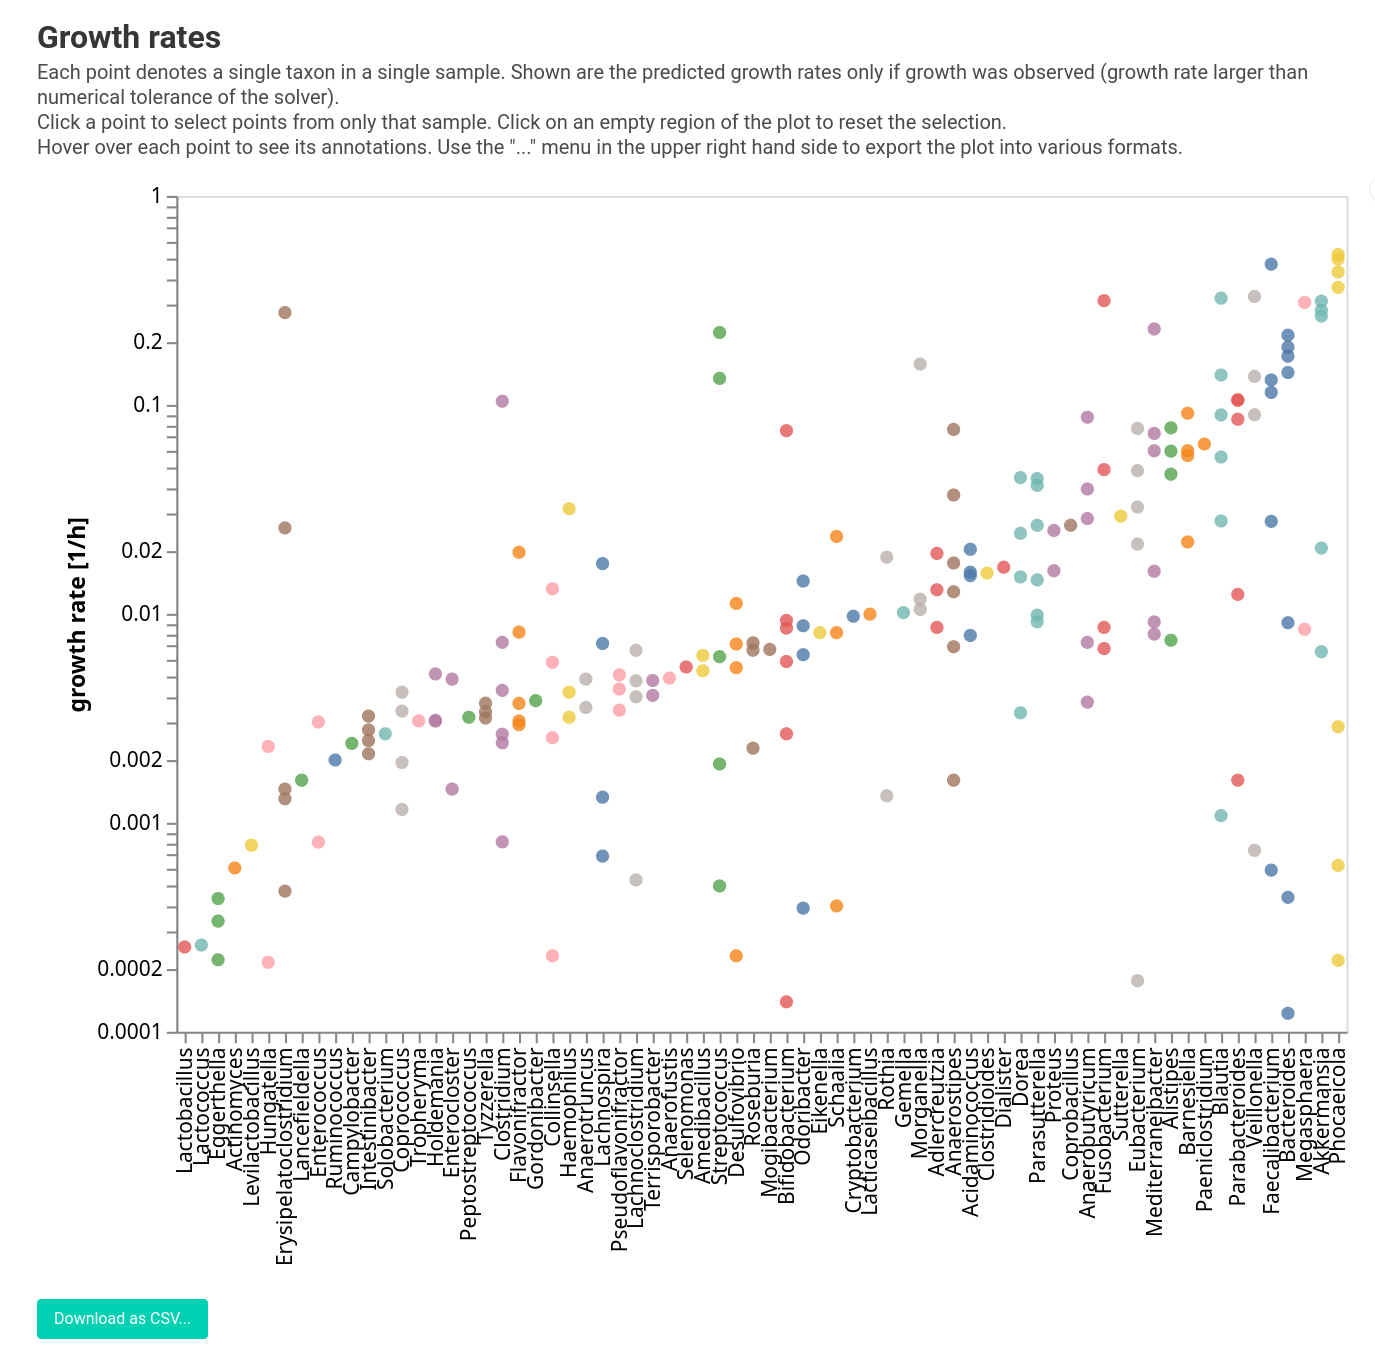 Growth rates
Each point denotes a single taxon in a single sample. Shown are the predicted growth rates only if growth was observed (growth rate larger than
numerical tolerance of the solver).
Click a point to select points from only that sample. Click on an empty region of the plot to reset the selection.
Hover over each point to see its annotations. Use the "..." menu in the upper right hand side to export the plot into various formats.
1
0.2
0.1
0.02
0.01
0.002
0.001
0.0002
0.0001
growth rate [1/h]
Lactobacillus
Lactococcus
Eggerthella
Actinomyces
Levilactobacillus
Hungatella
Erysipelatoclostridium
Lancefieldella
Enterococcus
Ruminococcus
Campylobacter
Intestinibacter
Solobacterium
Coprococcus
Tropheryma
Holdemania
Enterocloster
Peptostreptococcus
Tyzzerella
Clostridium
Flavonifractor
Gordonibacter
Collinsella
Haemophilus
Anaerotruncus
Lachnospira
Pseudoflavonifractor
Lachnoclostridium
Terrisporobacter
Anaerofustis
Selenomonas
Amedibacillus
Streptococcus
Desulfovibrio
Roseburia
Mogibacterium
Bifidobacterium
Odoribacter
Eikenella
Schaalia
Cryptobacterium
Lacticaseibacillus
Rothia
Gemella
Morganella
Adlercreutzia
Anaerostipes
Acidaminococcus
Clostridioides
Dialister
Dorea
Parasutterella
Proteus
Coprobacillus
Anaerobutyricum
Fusobacterium
Sutterella
Eubacterium
Mediterraneibacter
Alistipes
Barnesiella
Paeniclostridium
Blautia
Parabacteroides
Veillonella
Faecalibacterium
Bacteroides
Megasphaera
Akkermansia
Phocaeicola
Download as CSV...